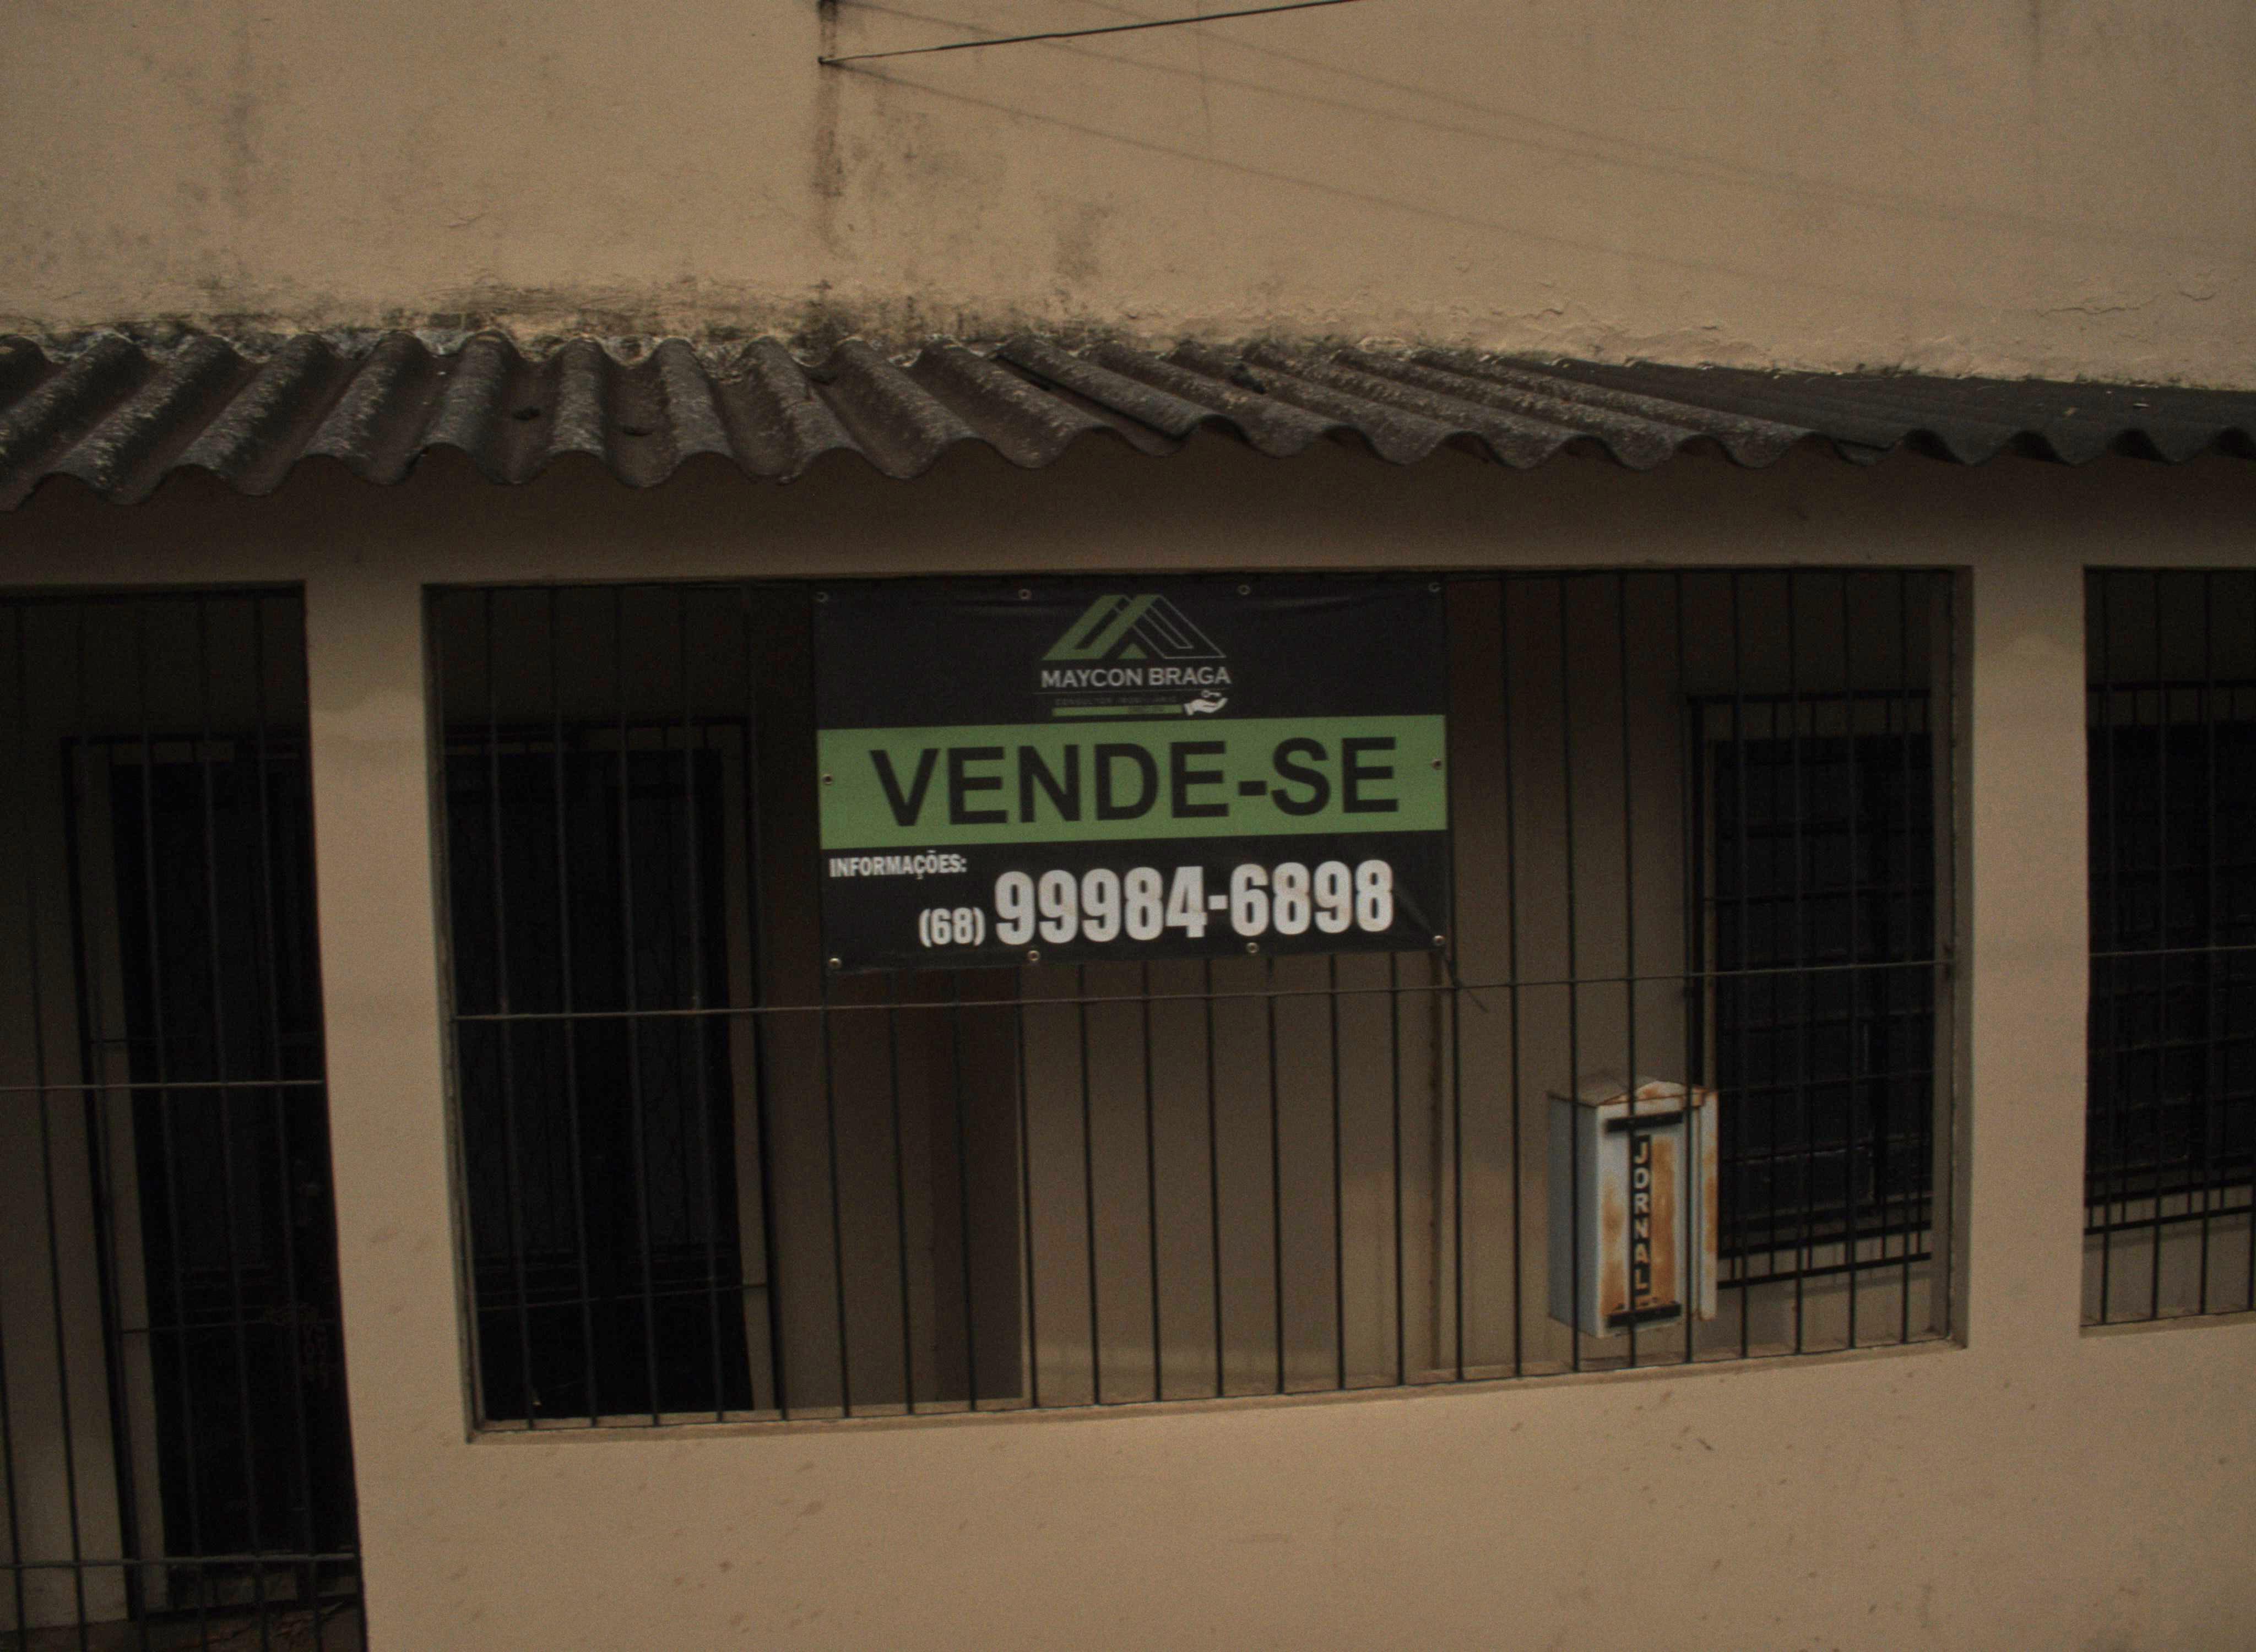 MAYCON BRAGA
VENDE-SE
INFORMAÇÕES:
(68) 99984-6898
JORNAL